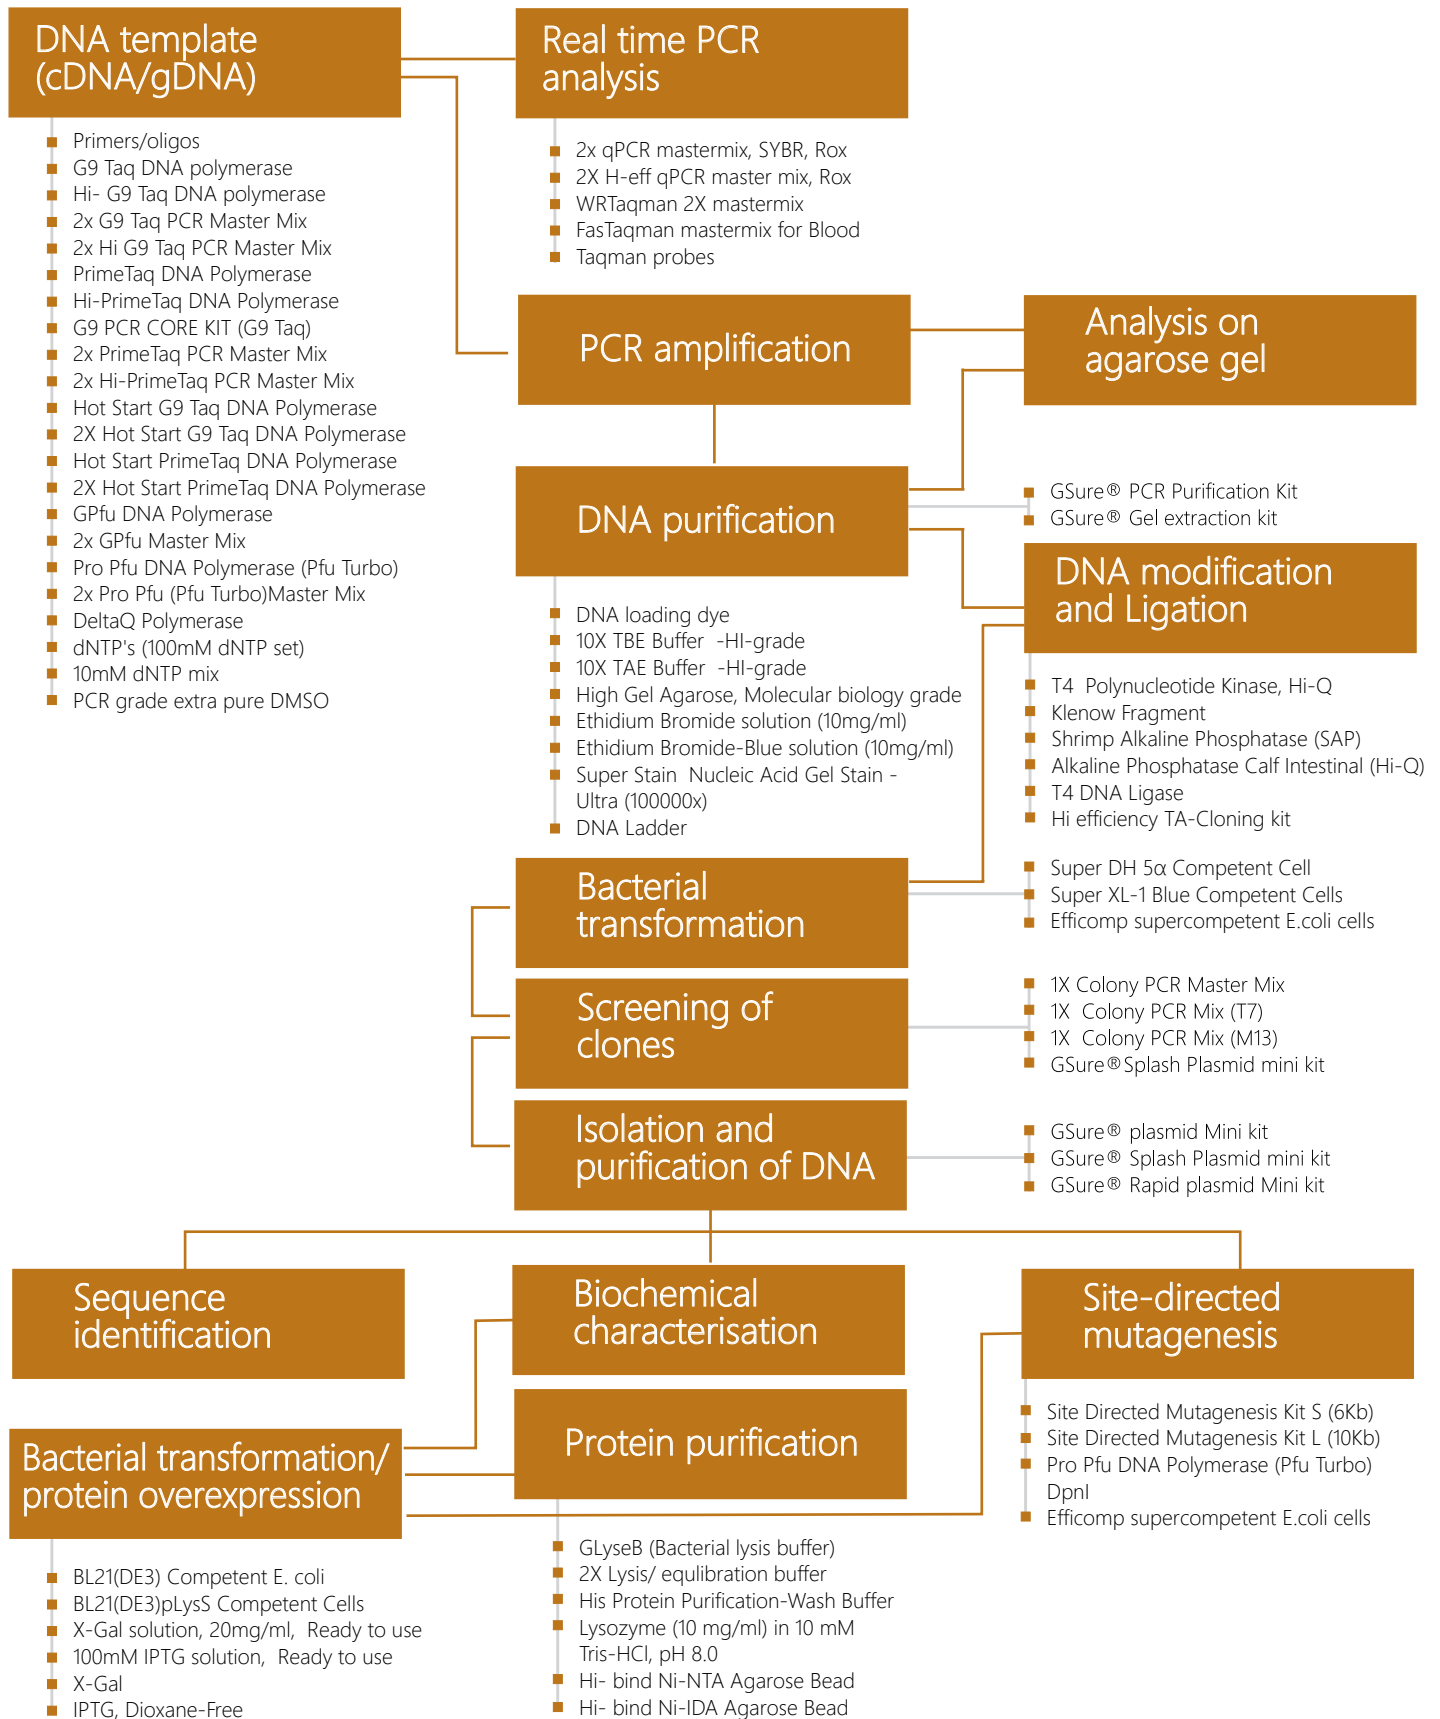 DNA template
(cDNA/gDNA)
Primers/oligos
G9 Taq DNA polymerase
Hi- G9 Taq DNA polymerase
2x G9 Taq PCR Master Mix
2x Hi G9 Taq PCR Master Mix
PrimeTaq DNA Polymerase
Hi-PrimeTaq DNA Polymerase
G9 PCR CORE KIT (G9 Taq)
2x PrimeTaq PCR Master Mix
2x Hi-PrimeTaq PCR Master Mix
Hot Start G9 Taq DNA Polymerase
2X Hot Start G9 Taq DNA Polymerase
Hot Start PrimeTaq DNA Polymerase
2X Hot Start PrimeTaq DNA Polymerase
GPfu DNA Polymerase
2x GPfu Master Mix
Pro Pfu DNA Polymerase (Pfu Turbo)
2x Pro Pfu (Pfu Turbo)Master Mix
DeltaQ Polymerase
dNTP's (100mM dNTP set)
10mM dNTP mix
PCR grade extra pure DMSO
Real time PCR
analysis
2x qPCR mastermix, SYBR, Rox
2X H-eff qPCR master mix, Rox
WRTaqman 2X mastermix
FasTaqman mastermix for Blood
Taqman probes
PCR amplification
Analysis on
agarose gel
DNA purification
GSure® PCR Purification Kit
GSure® Gel extraction kit
DNA loading dye
10X TBE Buffer -HI-grade
10X TAE Buffer -HI-grade
High Gel Agarose, Molecular biology grade
Ethidium Bromide solution (10mg/ml)
Ethidium Bromide-Blue solution (10mg/ml)
Super Stain Nucleic Acid Gel Stain -
Ultra (100000x)
DNA Ladder
DNA modification
and Ligation
T4 Polynucleotide Kinase, Hi-Q
Klenow Fragment
Shrimp Alkaline Phosphatase (SAP)
Alkaline Phosphatase Calf Intestinal (Hi-Q)
T4 DNA Ligase
Hi efficiency TA-Cloning kit
Bacterial
transformation
Super DH 5α Competent Cell
Super XL-1 Blue Competent Cells
Efficomp supercompetent E.coli cells
Screening of
clones
1X Colony PCR Master Mix
1X Colony PCR Mix (T7)
1X Colony PCR Mix (M13)
GSure®Splash Plasmid mini kit
Isolation and
purification of DNA
GSure® plasmid Mini kit
GSure® Splash Plasmid mini kit
GSure® Rapid plasmid Mini kit
Sequence
identification
Biochemical
characterisation
Site-directed
mutagenesis
Site Directed Mutagenesis Kit S (6Kb)
Site Directed Mutagenesis Kit L (10Kb)
Pro Pfu DNA Polymerase (Pfu Turbo)
DpnI
Efficomp supercompetent E.coli cells
Bacterial transformation/
protein overexpression
BL21(DE3) Competent E. coli
BL21(DE3)pLysS Competent Cells
X-Gal solution, 20mg/ml, Ready to use
100mM IPTG solution, Ready to use
X-Gal
IPTG, Dioxane-Free
Protein purification
GLyseB (Bacterial lysis buffer)
2X Lysis/ equlibration buffer
His Protein Purification-Wash Buffer
Lysozyme (10 mg/ml) in 10 mM
Tris-HCl, pH 8.0
Hi- bind Ni-NTA Agarose Bead
Hi- bind Ni-IDA Agarose Bead